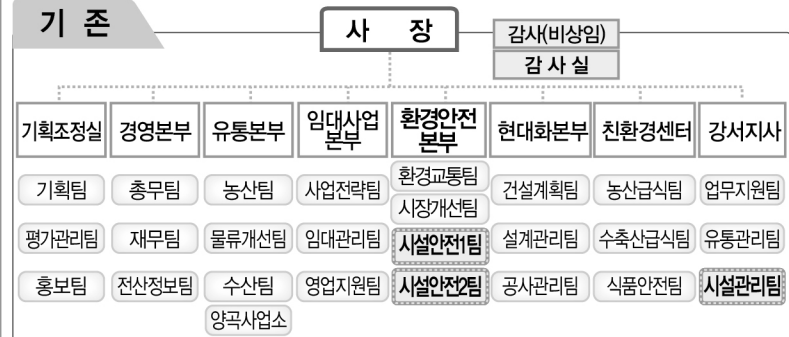 기 존
사 장
감사(비상임)
감 사 실
기획조정실 경영본부 유통본부 임대사업본부 환경안전본부 현대화본부 친환경센터 강서지사
기획팀 총무팀 농산팀 사업전략팀 환경교통팀 건설계획팀 농산급식팀 업무지원팀
시장개선팀
평가관리팀 재무팀 물류개선팀 임대관리팀 시설안전1팀 설계관리팀 수축산급식팀 유통관리팀
홍보팀 전산정보팀 수산팀 영업지원팀 시설안전2팀 공사관리팀 식품안전팀 시설관리팀
양곡사업소